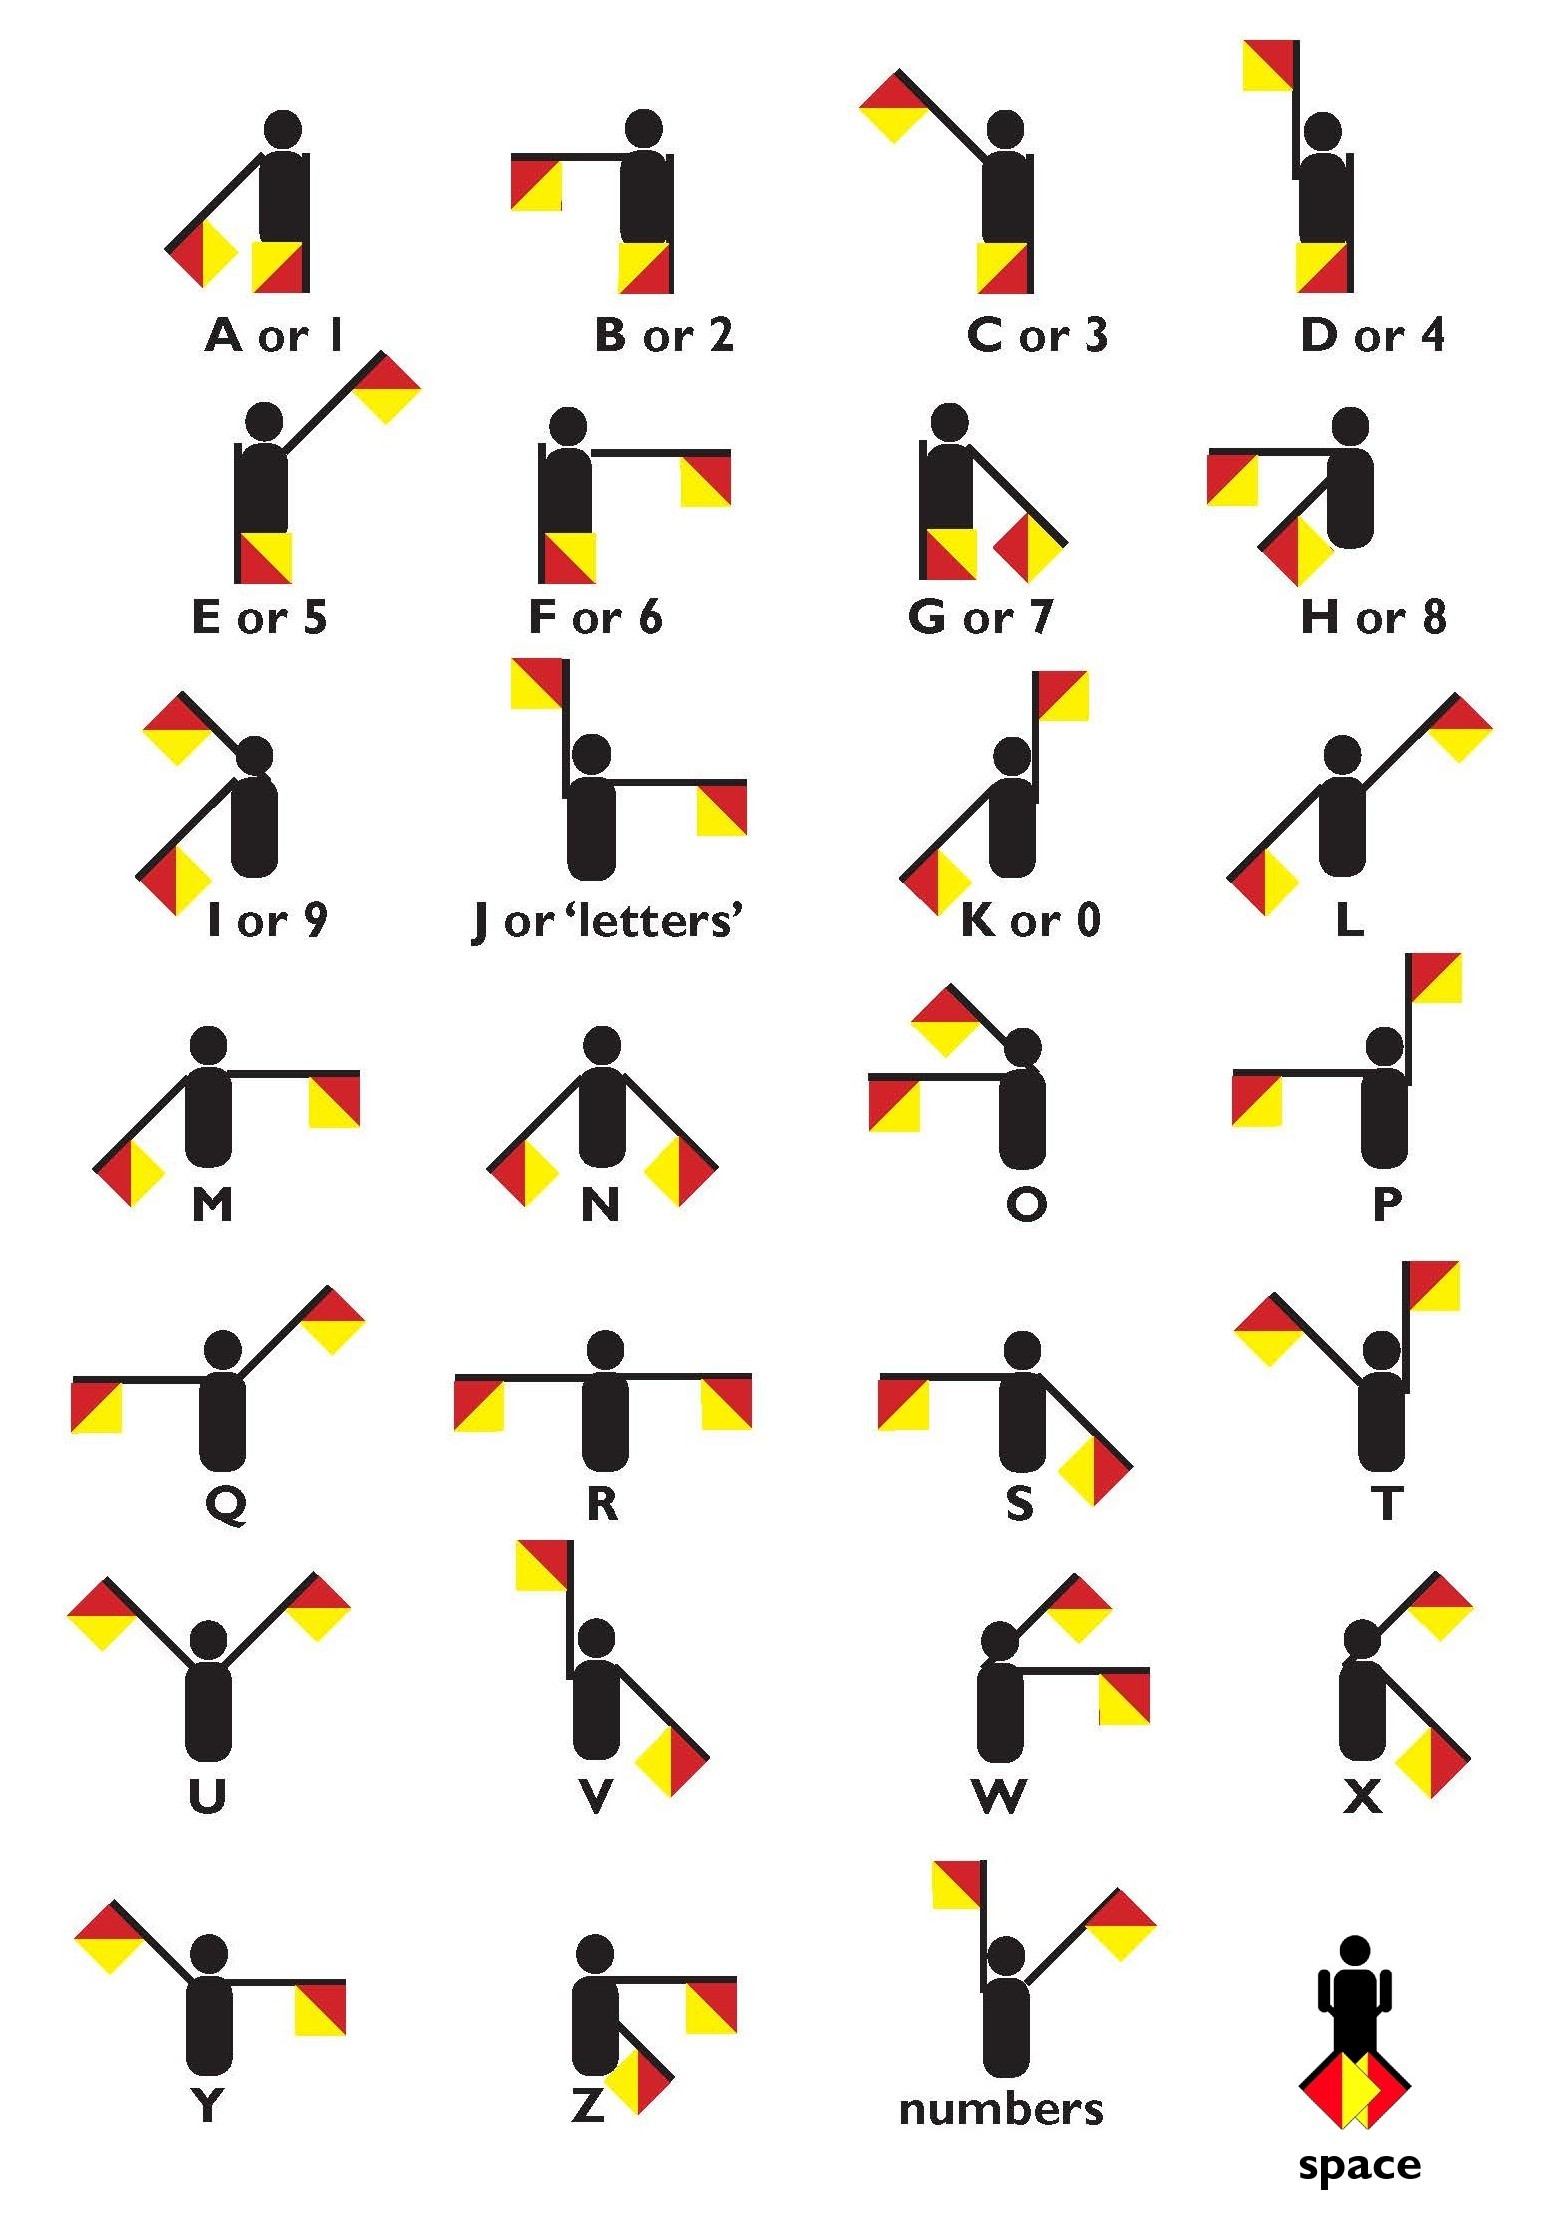 A or 1
B or 2
C or 3
D or 4
E or 5
F or 6
G or 7
H or 8
I or 9
J or ‘letters’
K or 0
L
M
N
O
P
Q
R
S
T
U
V
W
X
Y
Z
numbers
space